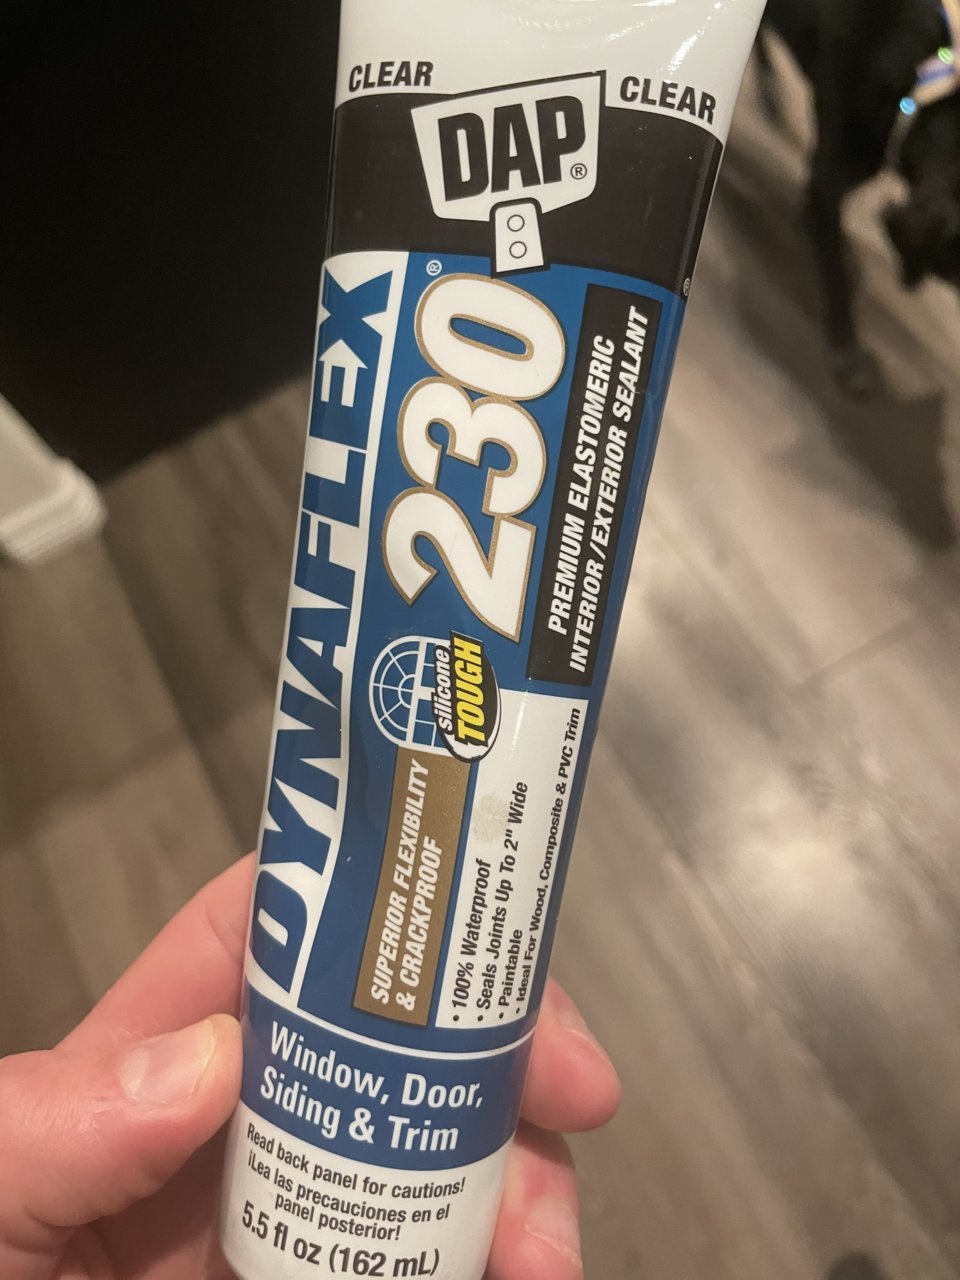 CLEAR
CLEAR
DAP®
DYNAFLEX
230®
PREMIUM ELASTOMERIC
INTERIOR/EXTERIOR SEALANT
silicone
TOUGH
SUPERIOR FLEXIBILITY
& CRACKPROOF
• 100% Waterproof
• Seals Joints Up To 2" Wide
• Paintable
• Ideal For Wood, Composite & PVC Trim
Window, Door,
Siding & Trim
Read back panel for cautions!
¡Lea las precauciones en el
panel posterior!
5.5 fl oz (162 mL)